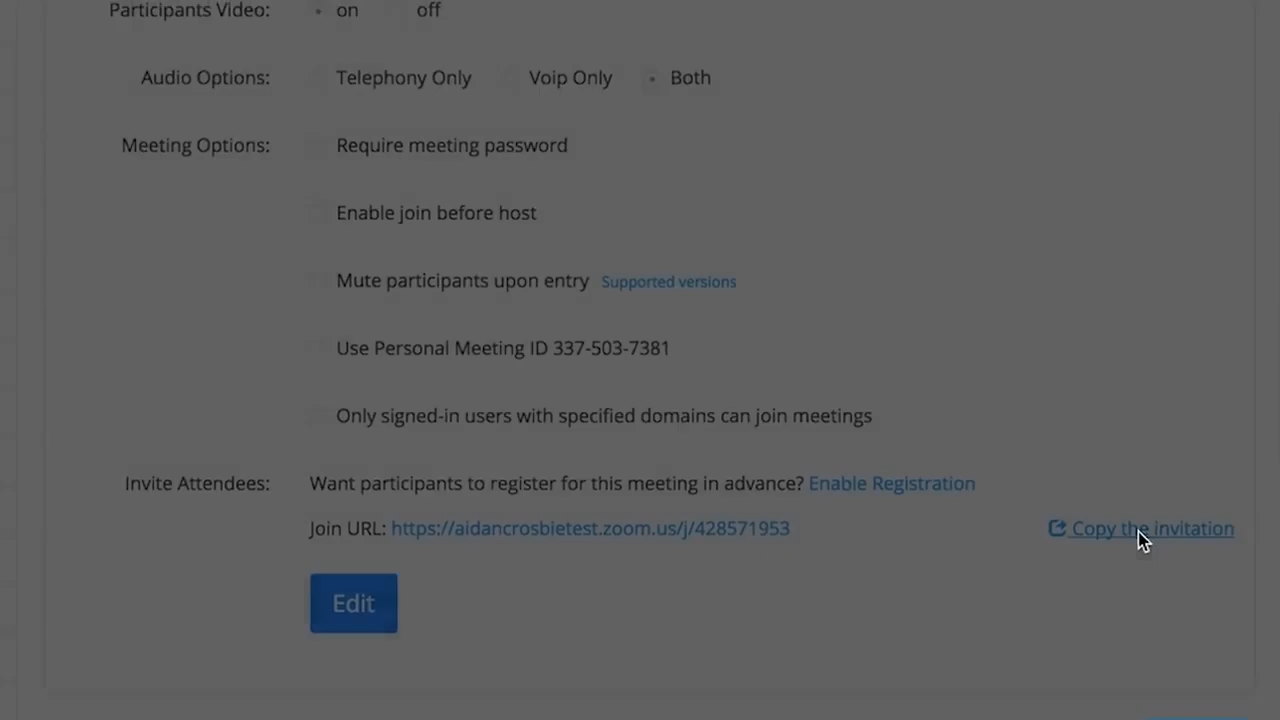 Participants Video: on off
Audio Options: Telephony Only Voip Only Both
Meeting Options: Require meeting password
Enable join before host
Mute participants upon entry Supported versions
Use Personal Meeting ID 337-503-7381
Only signed-in users with specified domains can join meetings
Invite Attendees: Want participants to register for this meeting in advance? Enable Registration
Join URL: https://aidancrosbietest.zoom.us/j/428571953 Copy the invitation
Edit